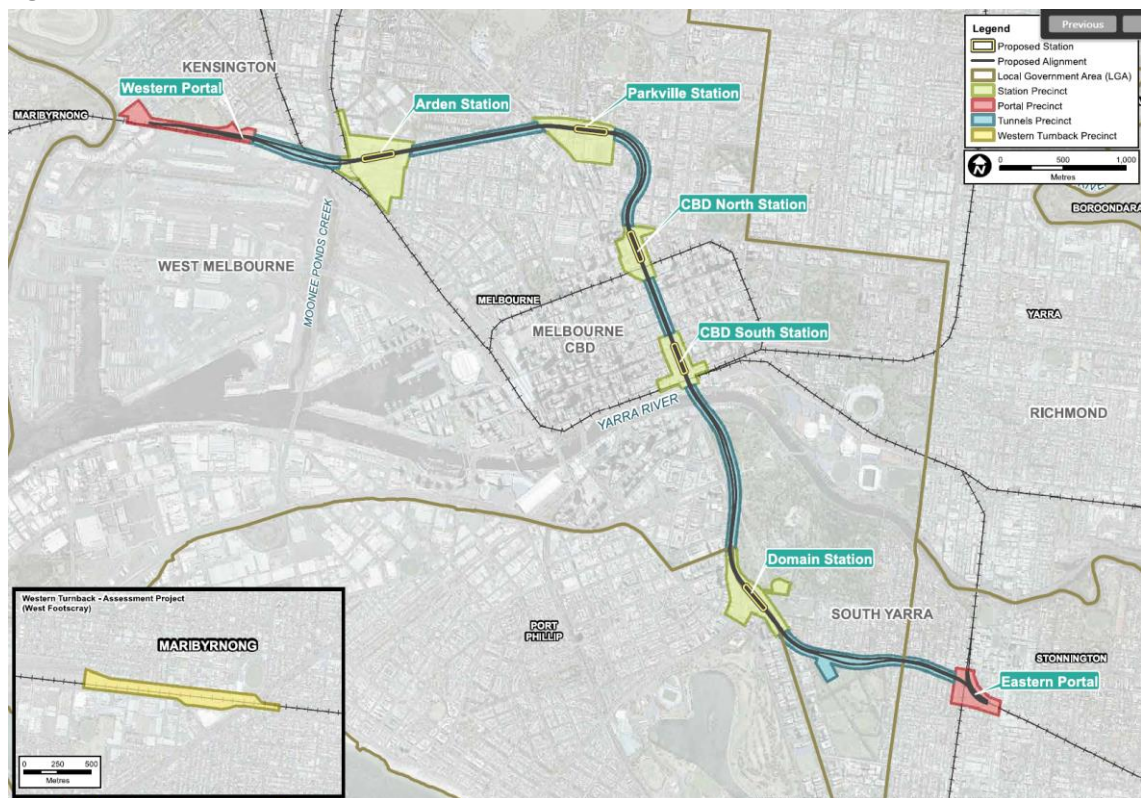 Previous
Legend
Proposed Station
Proposed Alignment
Local Government Area (LGA)
Station Precinct
Portal Precinct
Tunnels Precinct
Western Turnback Precinct
N
0 500 1,000
Metres
KENSINGTON
Western Portal
MARIBYRNONG
Arden Station
Parkville Station
RIVER
BOROONDARA
CBD North Station
WEST MELBOURNE
MOONEE PONDS CREEK
MELBOURNE
YARRA
MELBOURNE
CBD
CBD South Station
YARRA RIVER
RICHMOND
Domain Station
SOUTH YARRA
PORT
PHILLIP
STONNINGTON
Eastern Portal
Western Turnback - Assessment Project
(West Footscray)
MARIBYRNONG
0 250 500
Metres